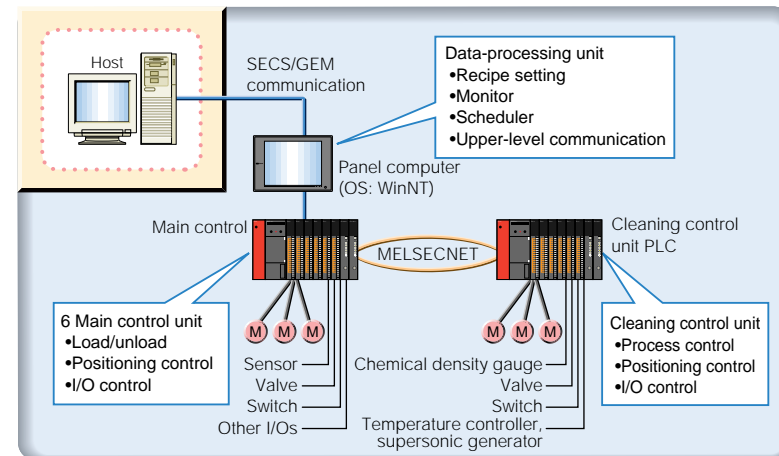 Host
SECS/GEM
communication
Data-processing unit
•Recipe setting
•Monitor
•Scheduler
•Upper-level communication
Panel computer
(OS: WinNT)
Main control
MELSECNET
Cleaning control
unit PLC
6 Main control unit
•Load/unload
•Positioning control
•I/O control
M M M
Sensor
Valve
Switch
Other I/Os
M M M
Chemical density gauge
Valve
Switch
Temperature controller,
supersonic generator
Cleaning control unit
•Process control
•Positioning control
•I/O control